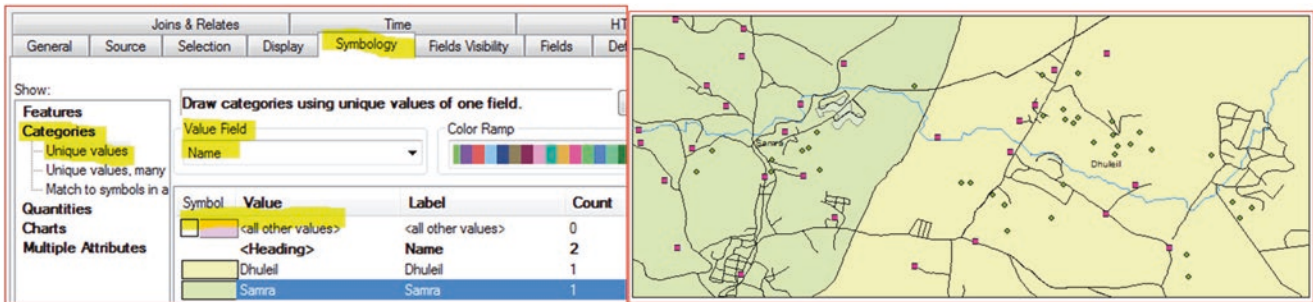 Joins & Relates Time HT
General Source Selection Display Symbology Fields Visibility Fields Def
Show:
Features
Categories
Unique values
Unique values, many
Match to symbols in a
Quantities
Charts
Multiple Attributes
Draw categories using unique values of one field.
Value Field
Name
Color Ramp
Symbol Value Label Count
<all other values> <all other values> 0
<Heading> Name 2
Dhuleil Dhuleil 1
Samra Samra 1
Samra
Dhuleil